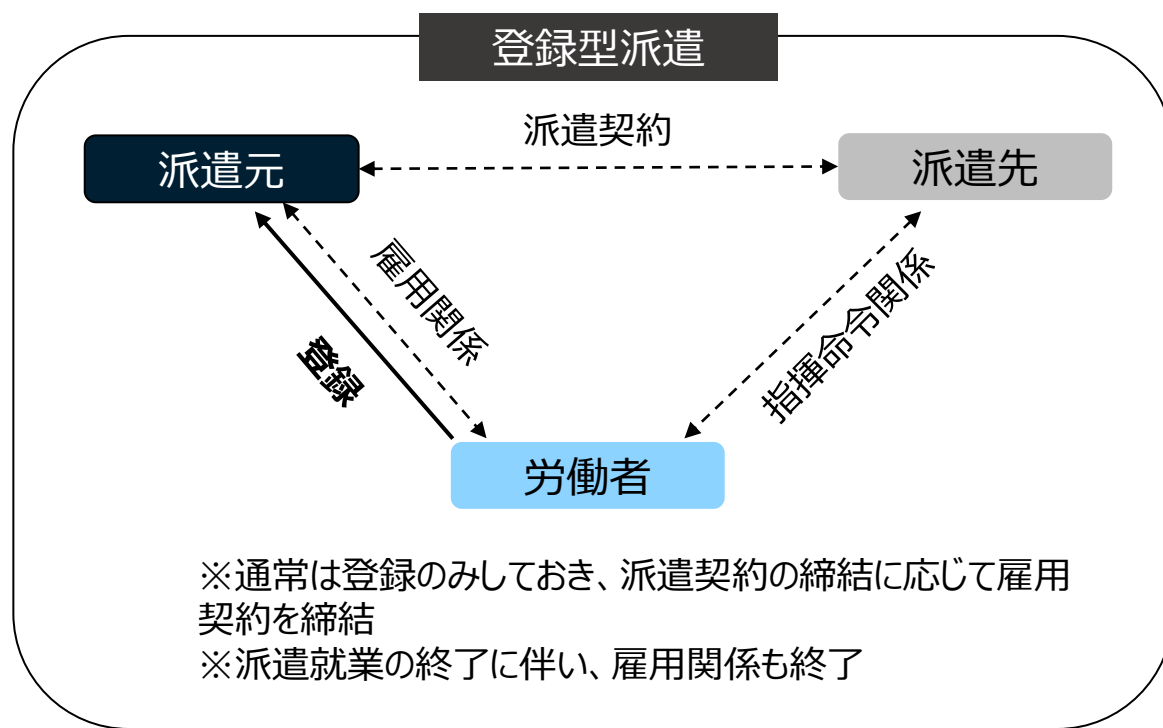 登録型派遣
派遣契約
派遣元
派遣先
雇用関係
登録
指揮命令関係
労働者
※通常は登録のみしておき、派遣契約の締結に応じて雇用
契約を締結
※派遣就業の終了に伴い、雇用関係も終了